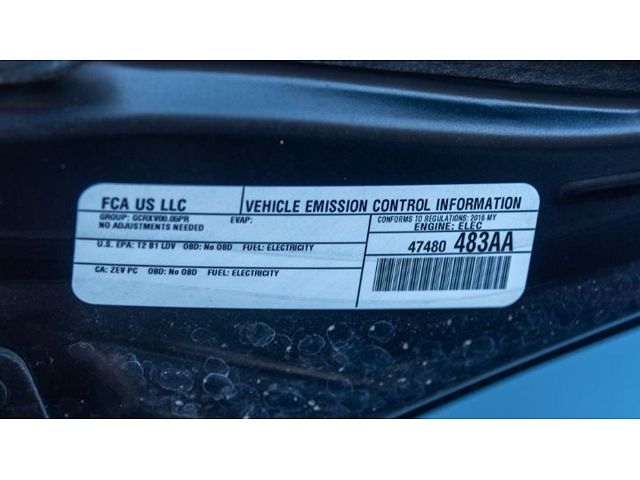 FCA US LLC
VEHICLE EMISSION CONTROL INFORMATION
GROUP: GCRXV00.05PR EVAP:
NO ADJUSTMENTS NEEDED
CONFORMS TO REGULATIONS: 2016 MY
ENGINE: ELEC
U.S. EPA: T2 B1 LDV OBD: No OBD FUEL: ELECTRICITY
47480 483AA
CA: ZEV PC OBD: No OBD FUEL: ELECTRICITY